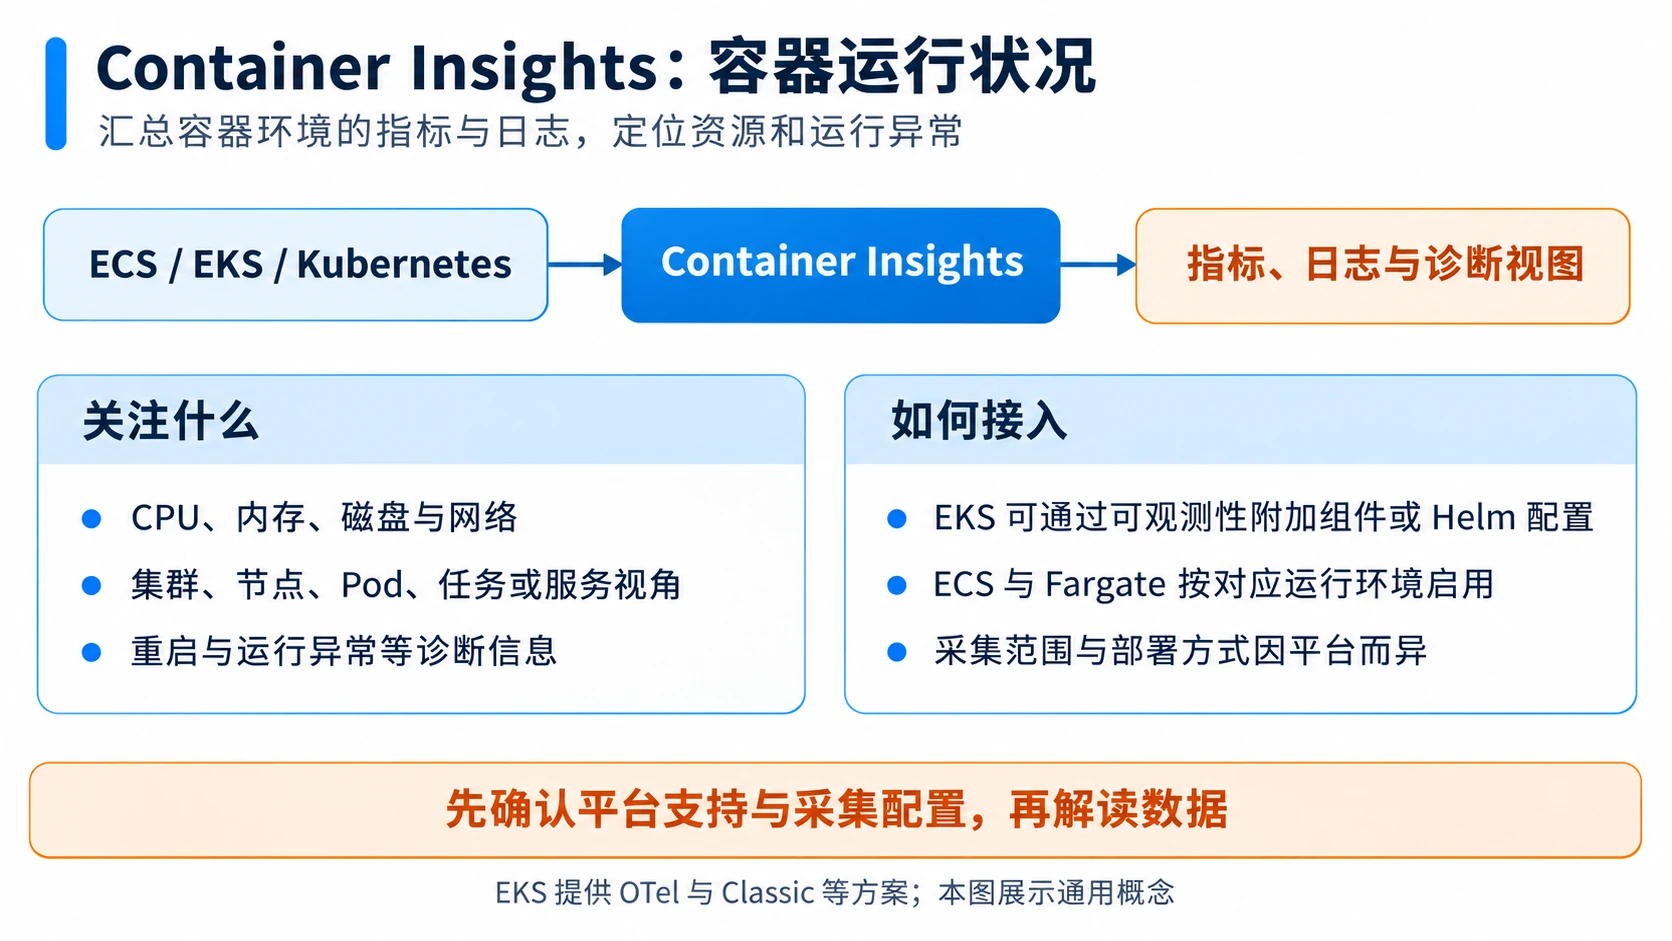 Container Insights：容器运行状况
汇总容器环境的指标与日志，定位资源和运行异常
ECS / EKS / Kubernetes
Container Insights
指标、日志与诊断视图
关注什么
CPU、内存、磁盘与网络
集群、节点、Pod、任务或服务视角
重启与运行异常等诊断信息
如何接入
EKS 可通过可观测性附加组件或 Helm 配置
ECS 与 Fargate 按对应运行环境启用
采集范围与部署方式因平台而异
先确认平台支持与采集配置，再解读数据
EKS 提供 OTel 与 Classic 等方案；本图展示通用概念